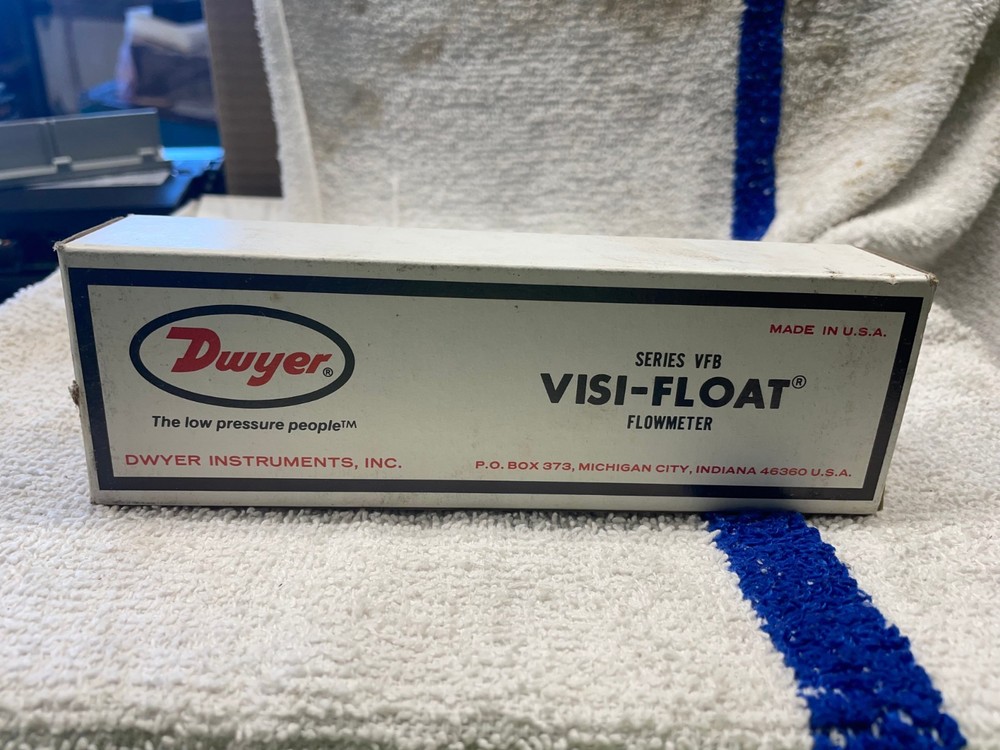 Dwyer®
The low pressure people™
DWYER INSTRUMENTS, INC.
MADE IN U.S.A.
SERIES VFB
VISI-FLOAT®
FLOWMETER
P.O. BOX 373, MICHIGAN CITY, INDIANA 46360 U.S.A.